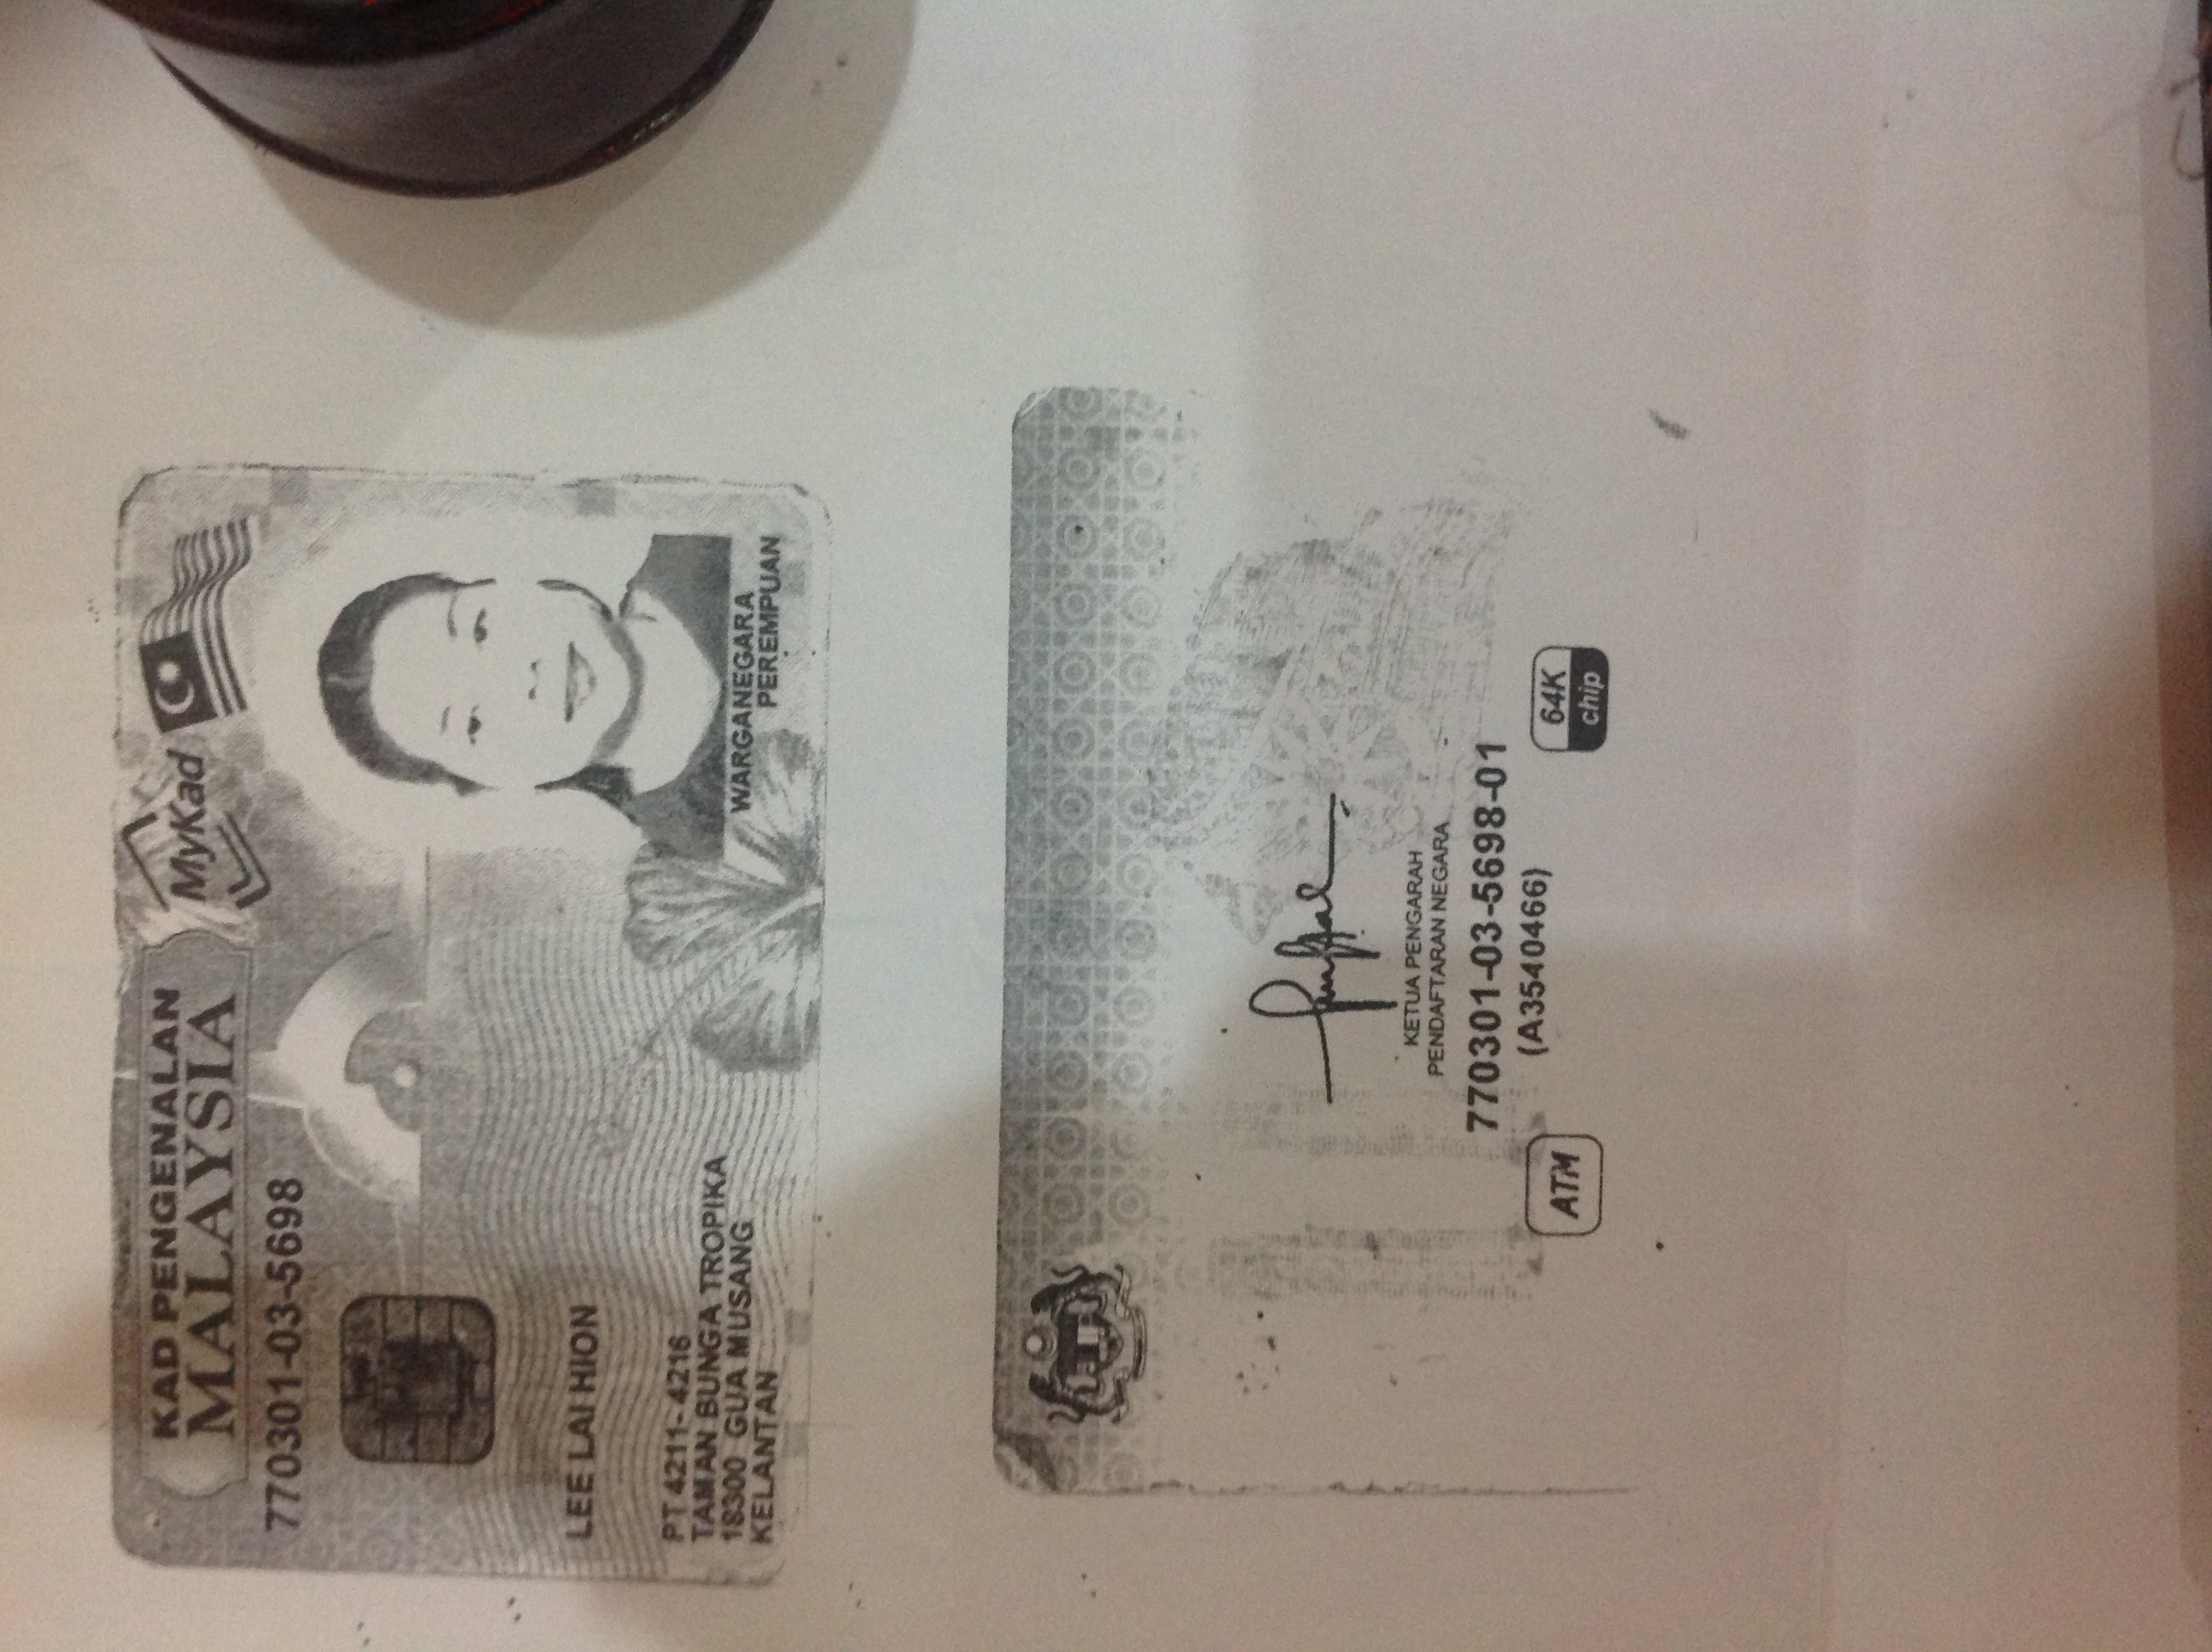 KAD PENGENALAN
MALAYSIA
MyKad
770301-03-5698
LEE LAI HION
PT 4211-4216
TAMAN BUNGA TROPIKA
18300 GUA MUSANG
KELANTAN
WARGANEGARA
PEREMPUAN
KETUA PENGARAH
PENDAFTARAN NEGARA
770301-03-5698-01
(A3540466)
ATM
64K
chip